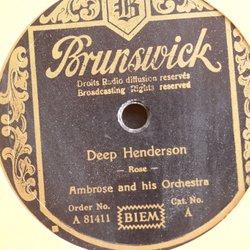 B
Brunswick
Droits Radio diffusion reservés
Broadcasting Rights reserved
Deep Henderson
— Rose —
Ambrose and his Orchestra
Order No.
A 81411
BIEM
Cat. No.
A